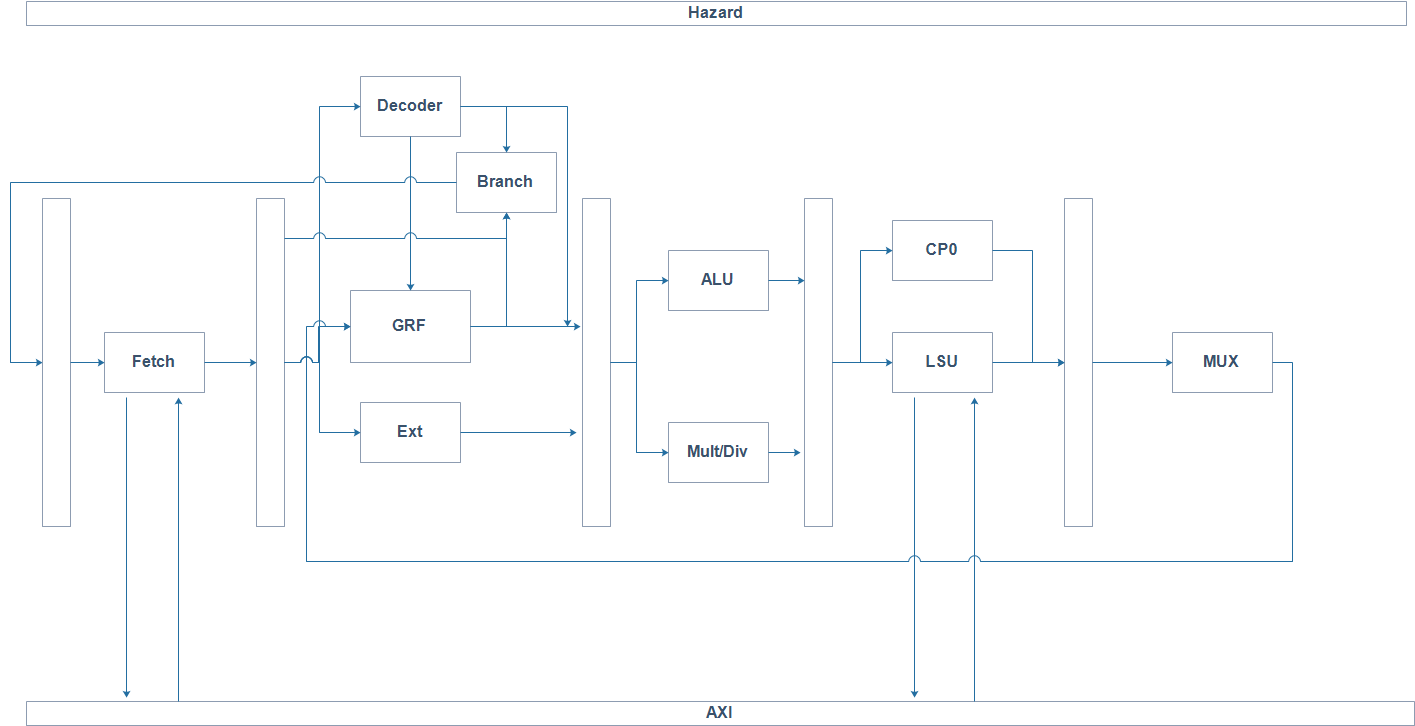 Hazard
Decoder
Branch
CP0
ALU
GRF
Fetch
LSU
MUX
Ext
Mult/Div
AXI